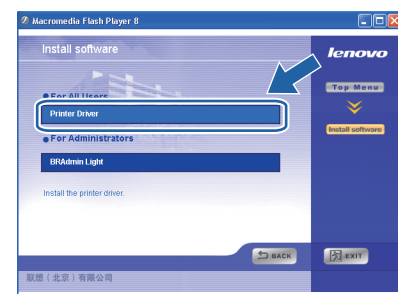 Macromedia Flash Player 8
Install software
lenovo
For All Users
Top Menu
Printer Driver
Install software
For Administrators
BRAdmin Light
Install the printer driver.
BACK
EXIT
联想（北京）有限公司